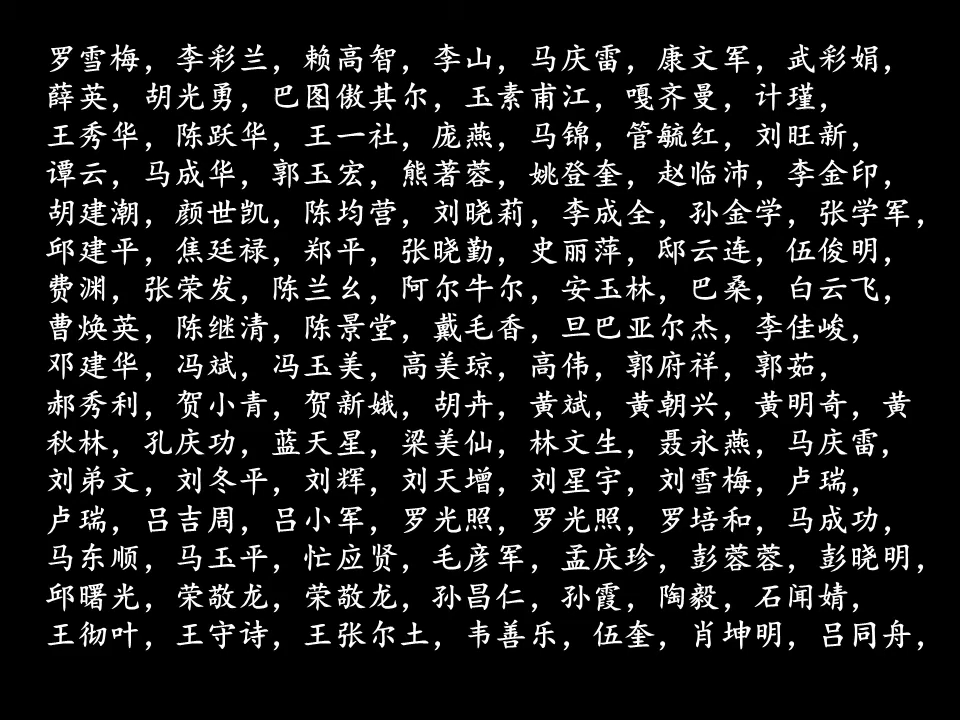 罗雪梅，李彩兰，赖高智，李山，马庆雷，康文军，武彩娟，
薛英，胡光勇，巴图傲其尔，玉素甫江，嘎齐曼，计瑾，
王秀华，陈跃华，王一社，庞燕，马锦，管毓红，刘旺新，
谭云，马成华，郭玉宏，熊著蓉，姚登奎，赵临沛，李金印，
胡建潮，颜世凯，陈均营，刘晓莉，李成全，孙金学，张学军，
邱建平，焦廷禄，郑平，张晓勤，史丽萍，邸云连，伍俊明，
费渊，张荣发，陈兰幺，阿尔牛尔，安玉林，巴桑，白云飞，
曹焕英，陈继清，陈景堂，戴毛香，旦巴亚尔杰，李佳峻，
邓建华，冯斌，冯玉美，高美琼，高伟，郭府祥，郭茹，
郝秀利，贺小青，贺新娥，胡卉，黄斌，黄朝兴，黄明奇，黄
秋林，孔庆功，蓝天星，梁美仙，林文生，聂永燕，马庆雷，
刘弟文，刘冬平，刘辉，刘天增，刘星宇，刘雪梅，卢瑞，
卢瑞，吕吉周，吕小军，罗光照，罗光照，罗培和，马成功，
马东顺，马玉平，忙应贤，毛彦军，孟庆珍，彭蓉蓉，彭晓明，
邱曙光，荣敬龙，荣敬龙，孙昌仁，孙霞，陶毅，石闻婧，
王彻叶，王守诗，王张尔土，韦善乐，伍奎，肖坤明，吕同舟，